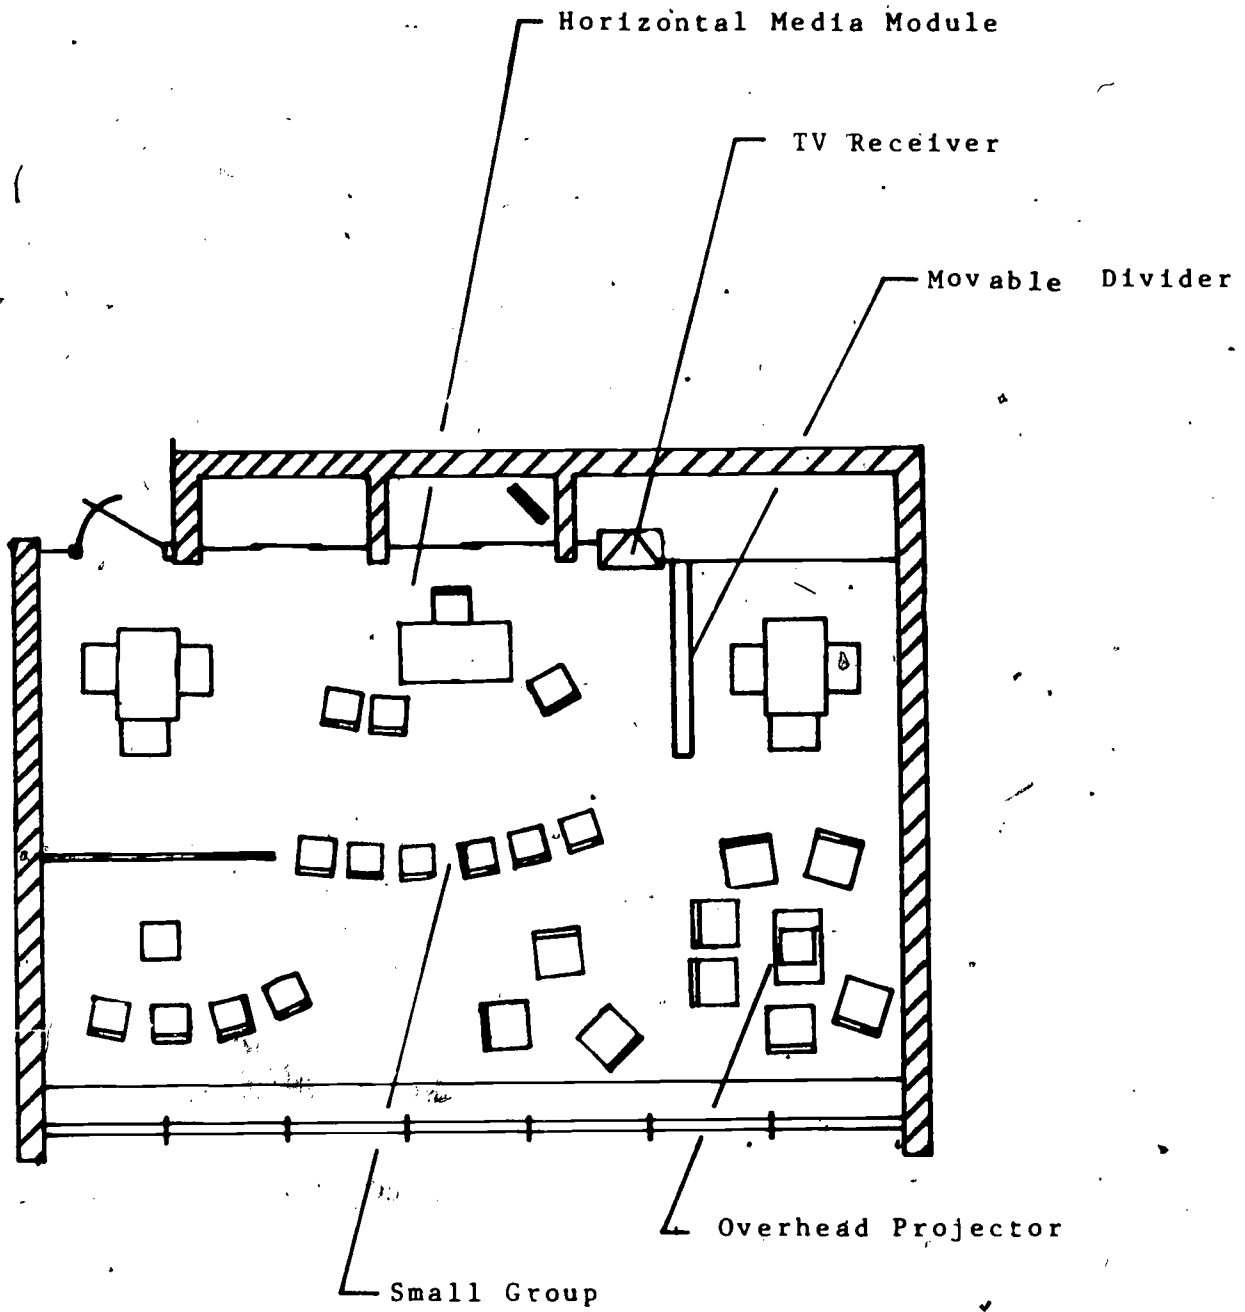 Horizontal Media Module
TV Receiver
Movable Divider
Overhead Projector
Small Group